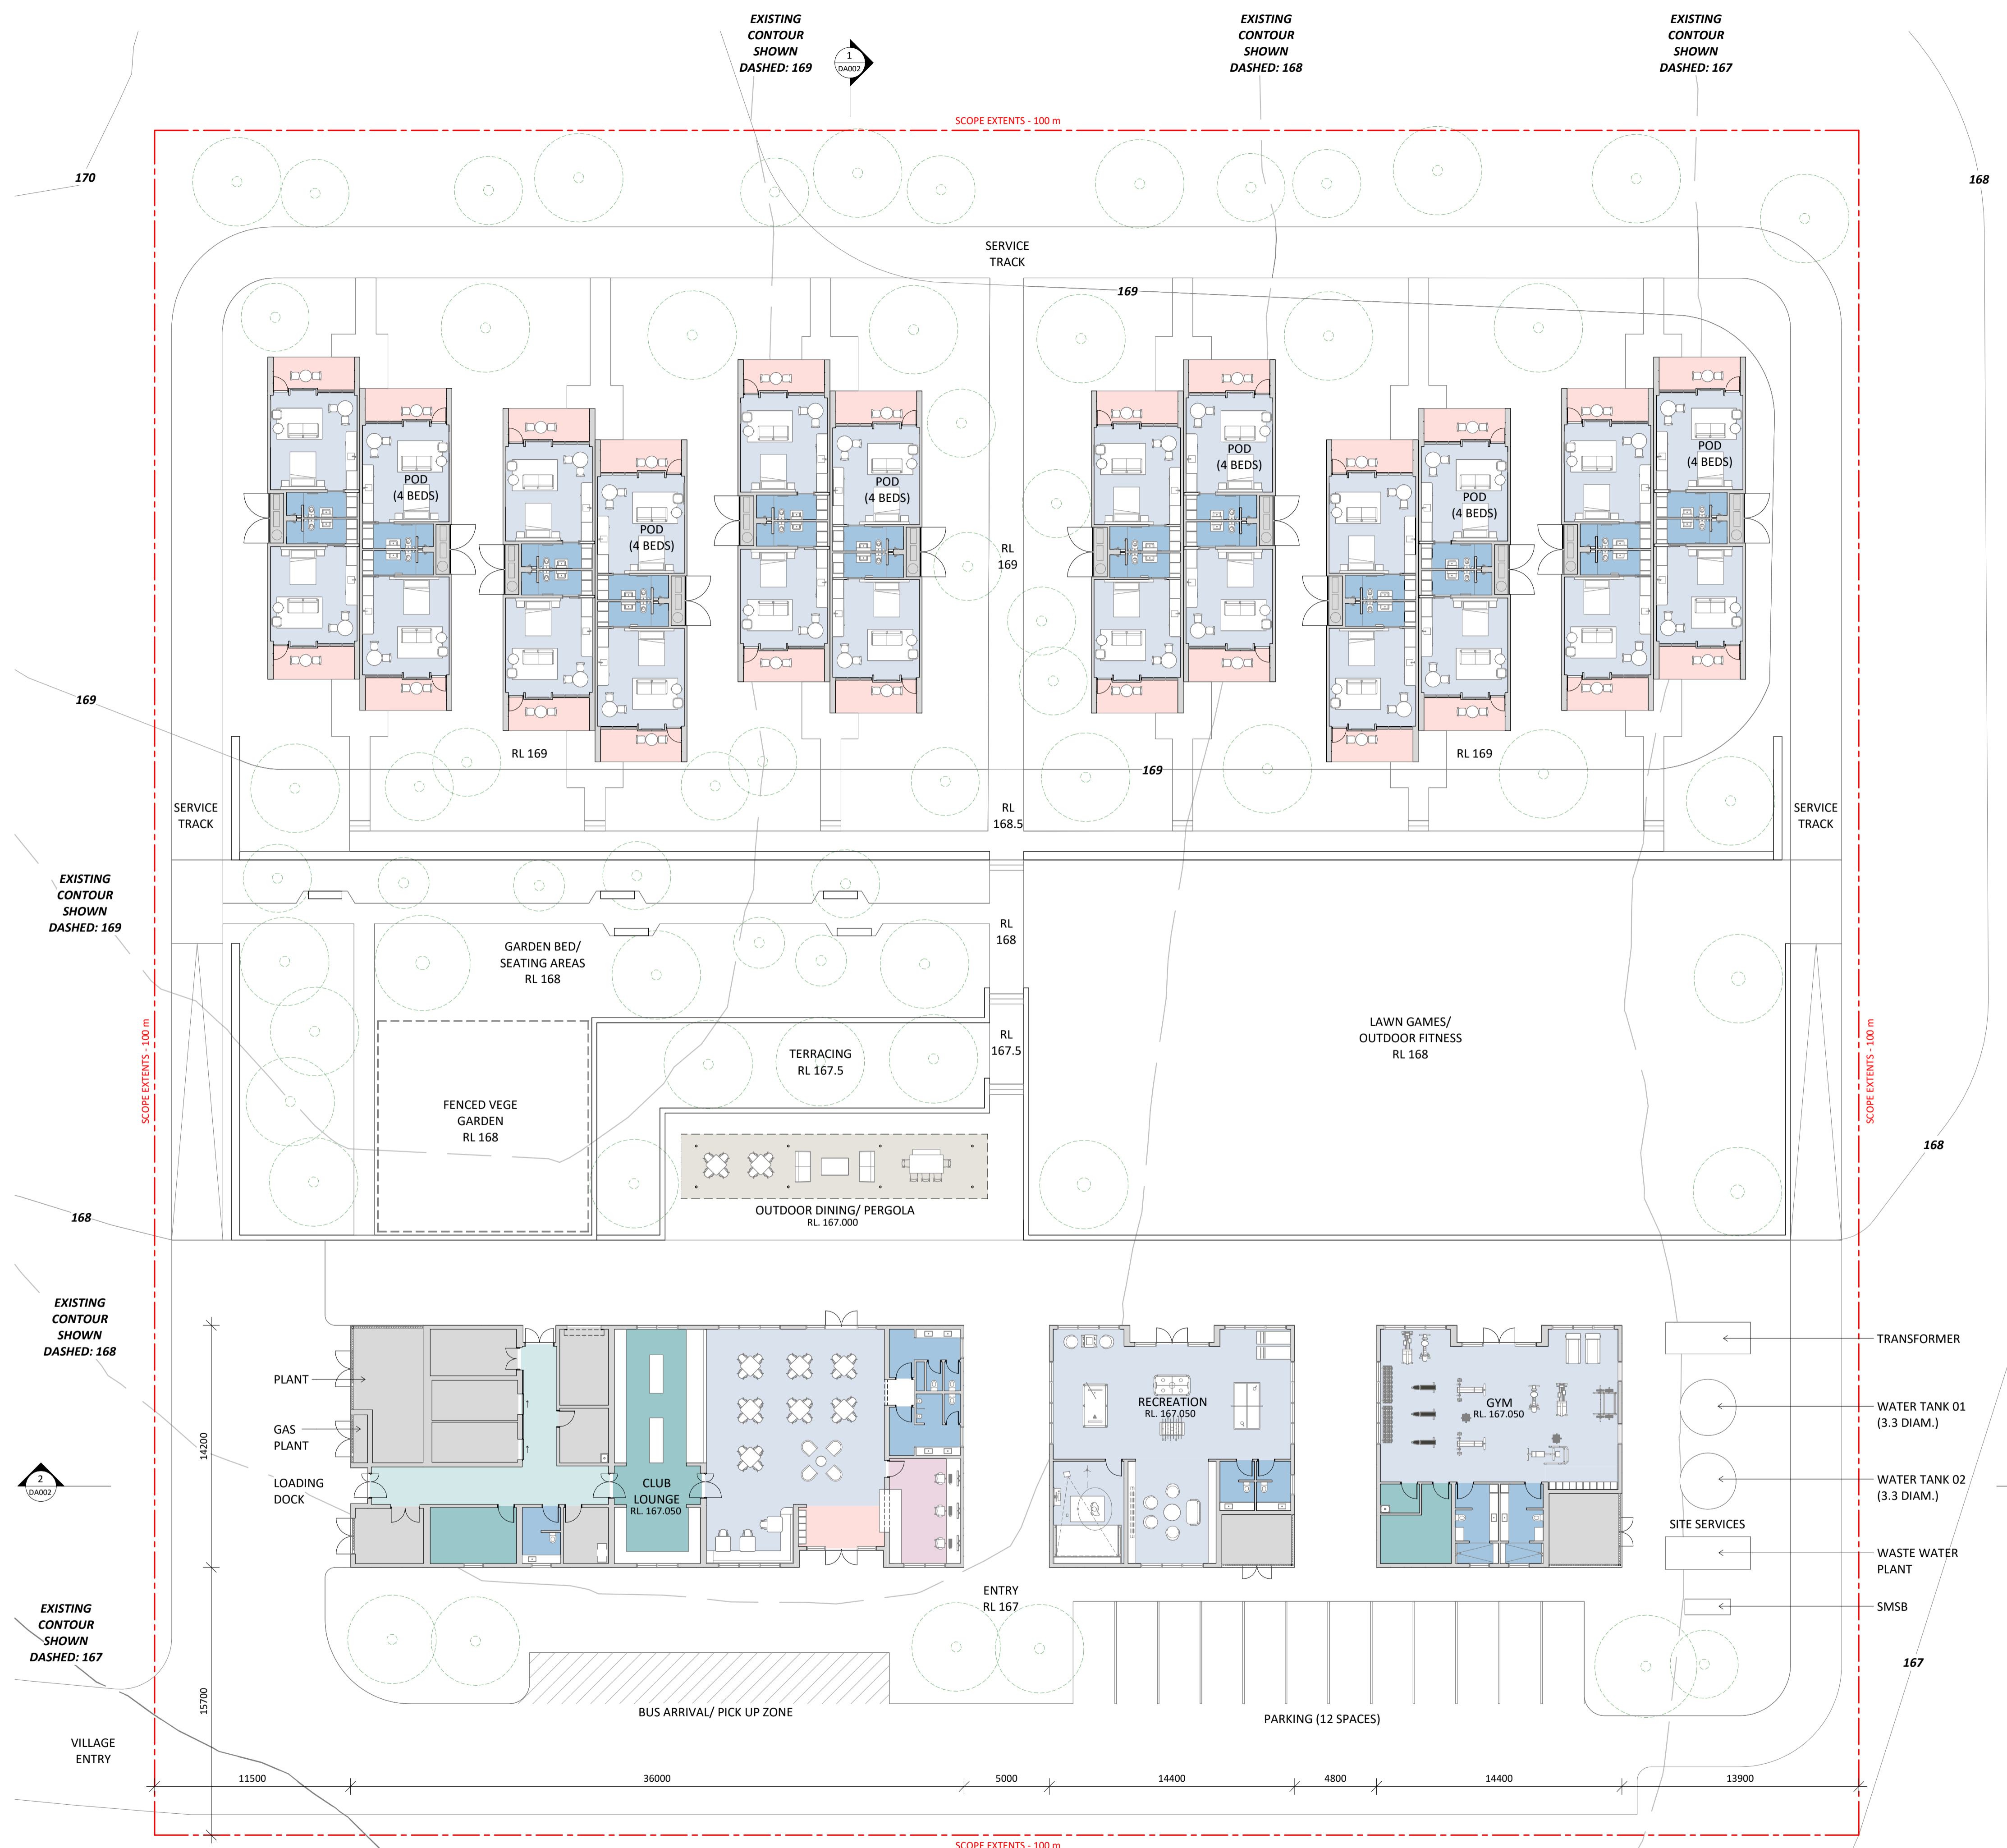 EXISTING
CONTOUR
SHOWN
DASHED: 169
EXISTING
CONTOUR
SHOWN
DASHED: 168
EXISTING
CONTOUR
SHOWN
DASHED: 167
1
DA002
SCOPE EXTENTS - 100 m
170
168
SERVICE
TRACK
169
POD
(4 BEDS)
POD
(4 BEDS)
POD
(4 BEDS)
POD
(4 BEDS)
POD
(4 BEDS)
POD
(4 BEDS)
RL
169
169
RL 169
RL 169
169
SERVICE
TRACK
RL
168.5
SERVICE
TRACK
EXISTING
CONTOUR
SHOWN
DASHED: 169
GARDEN BED/
SEATING AREAS
RL 168
RL
168
SCOPE EXTENTS - 100 m
TERRACING
RL 167.5
RL
167.5
LAWN GAMES/
OUTDOOR FITNESS
RL 168
SCOPE EXTENTS - 100 m
FENCED VEGE
GARDEN
RL 168
168
168
OUTDOOR DINING/ PERGOLA
RL. 167.000
EXISTING
CONTOUR
SHOWN
DASHED: 168
14200
PLANT
GAS
PLANT
LOADING
DOCK
CLUB
LOUNGE
RL. 167.050
RECREATION
RL. 167.050
GYM
RL. 167.050
TRANSFORMER
WATER TANK 01
(3.3 DIAM.)
WATER TANK 02
(3.3 DIAM.)
SITE SERVICES
WASTE WATER
PLANT
SMSB
2
DA002
ENTRY
RL 167
EXISTING
CONTOUR
SHOWN
DASHED: 167
167
15700
BUS ARRIVAL/ PICK UP ZONE
PARKING (12 SPACES)
VILLAGE
ENTRY
11500
36000
5000
14400
4800
14400
13900
SCOPE EXTENTS - 100 m